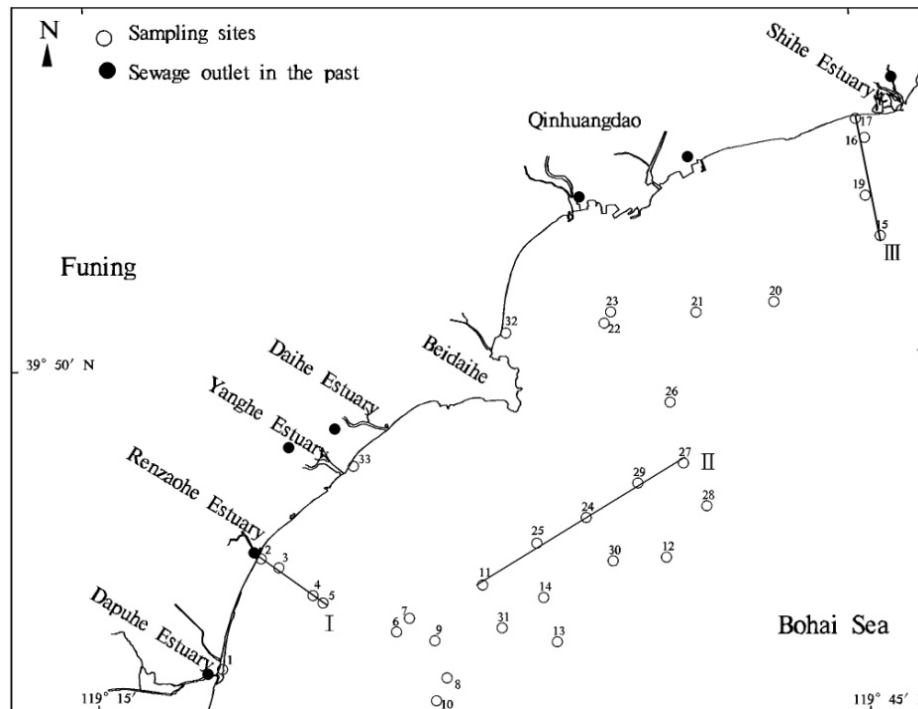 N
Sampling sites
Sewage outlet in the past
Shihe Estuary
Qinhuangdao
17
16
19
15
III
Funing
20
23
21
22
32
Beidaihe
39° 50′ N
Daihe Estuary
26
Yanghe Estuary
33
27
II
29
Renzaohe Estuary
28
24
25
2
3
30
12
11
4
5
14
I
Dapuhe Estuary
7
6
9
31
13
Bohai Sea
1
8
10
119° 15′
119° 45′